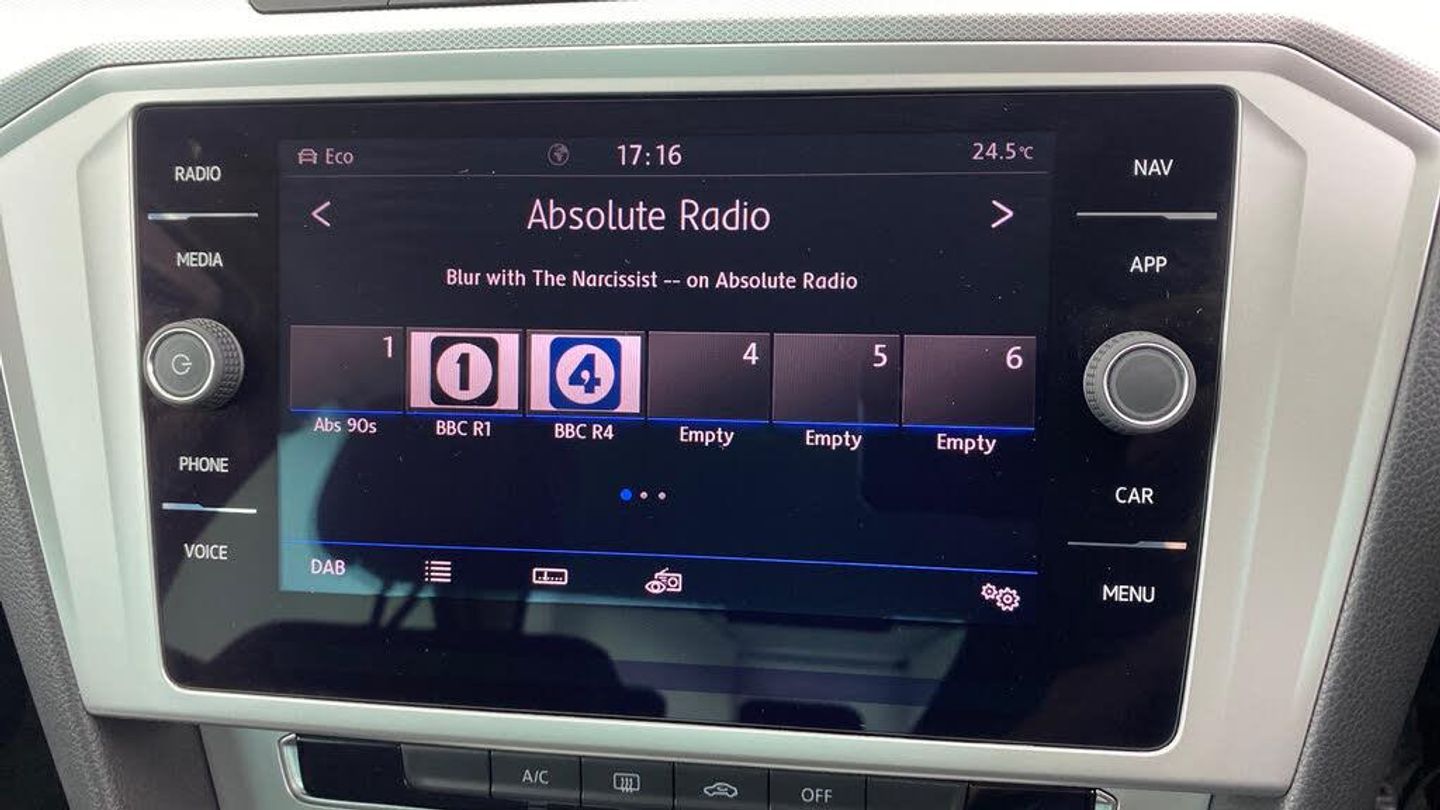 RADIO
MEDIA
PHONE
VOICE
Eco 17:16 24.5°C
< Absolute Radio >
Blur with The Narcissist -- on Absolute Radio
1 1 4 4 5 6
Abs 90s BBC R1 BBC R4 Empty Empty Empty
DAB
NAV
APP
CAR
MENU
A/C OFF